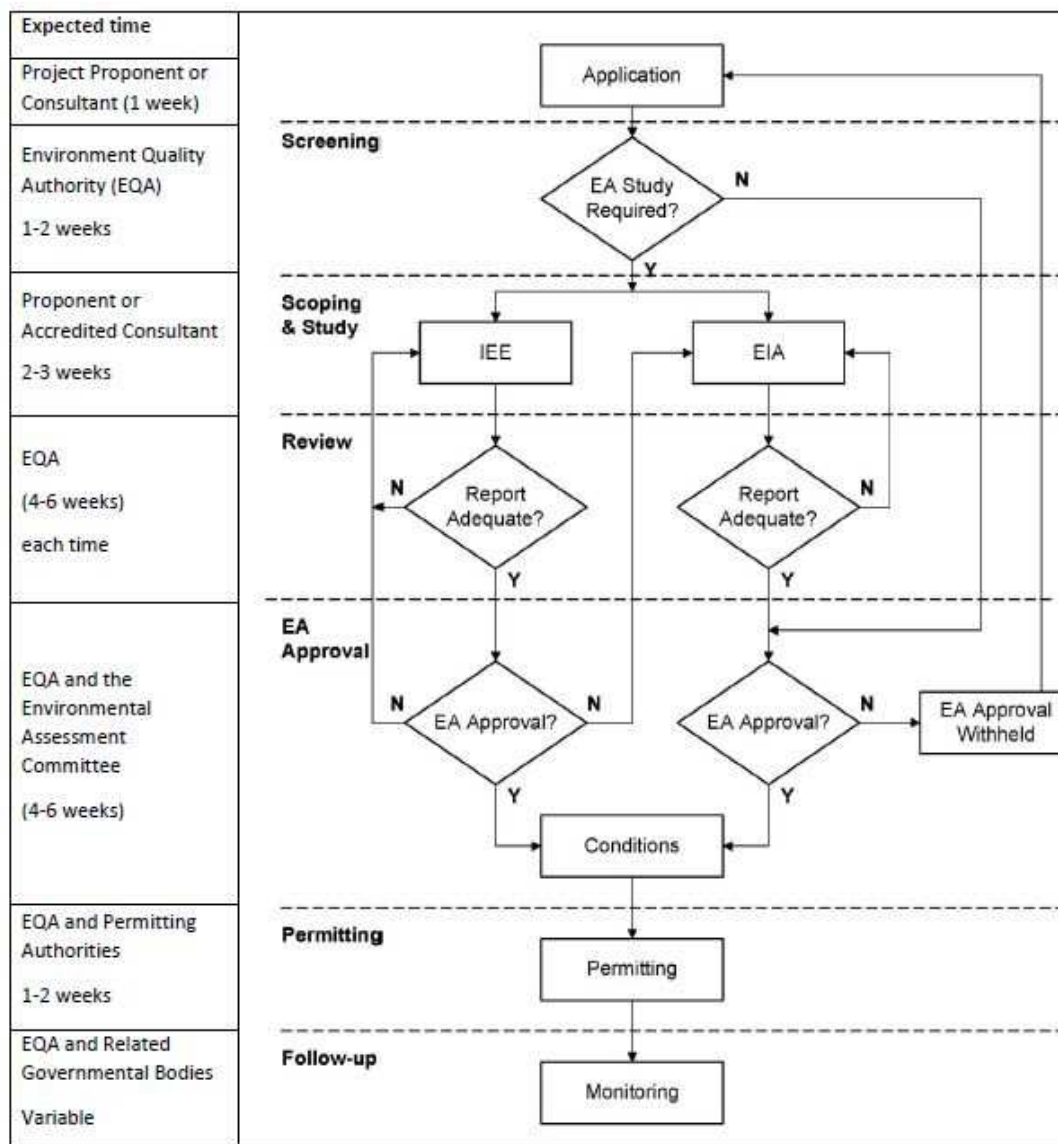 Expected time
Project Proponent or
Consultant (1 week)
Environment Quality
Authority (EQA)
1-2 weeks
Proponent or
Accredited Consultant
2-3 weeks
EQA
(4-6 weeks)
each time
EQA and the
Environmental
Assessment
Committee
(4-6 weeks)
EQA and Permitting
Authorities
1-2 weeks
EQA and Related
Governmental Bodies
Variable
Application
Screening
EA Study
Required?
N
Y
Scoping
& Study
IEE
EIA
Review
N
Report
Adequate?
Y
Report
Adequate?
N
Y
EA
Approval
N
EA Approval?
N
Y
EA Approval?
N
Y
EA Approval
Withheld
Conditions
Permitting
Permitting
Follow-up
Monitoring